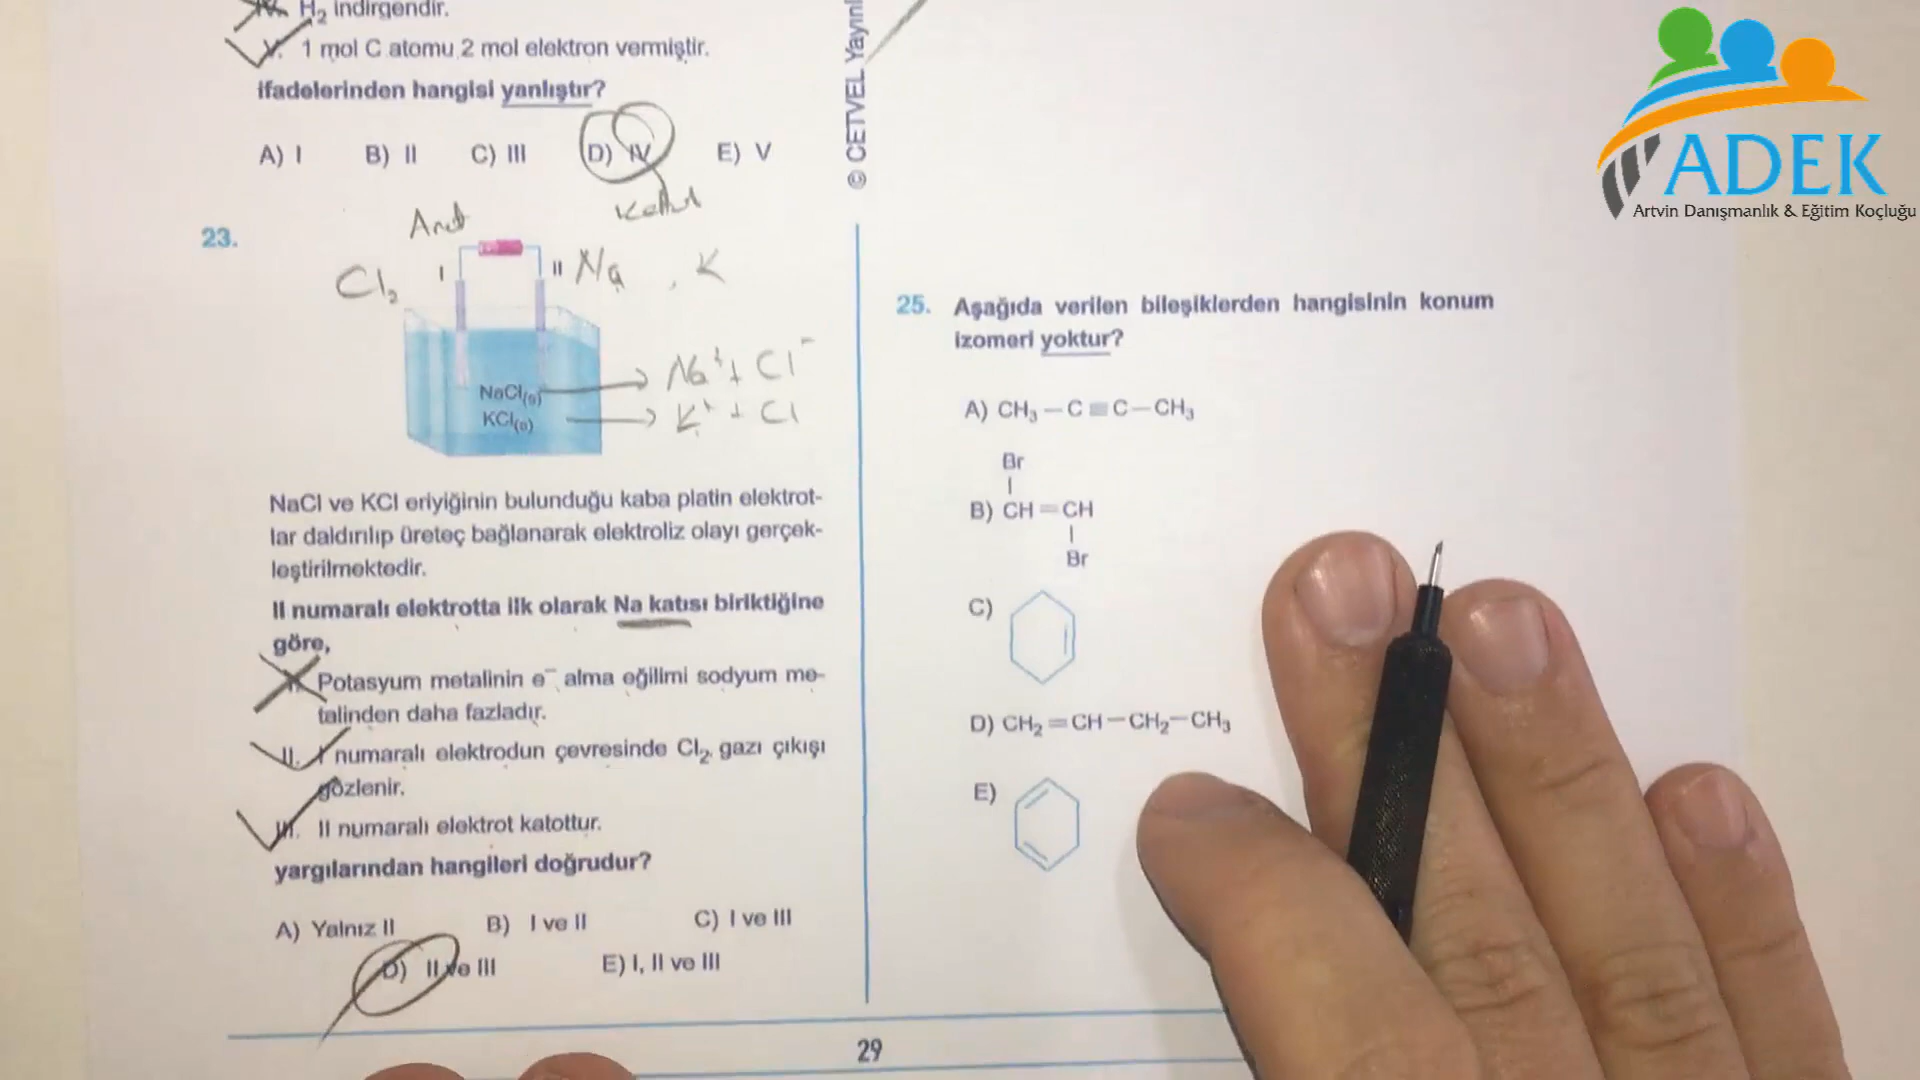 H₂ indirgendir.
V. 1 mol C atomu 2 mol elektron vermiştir.
ifadelerinden hangisi yanlıştır?
A) I B) II C) III D) IV E) V
© CETVEL Yayınl
23.
Anot
I II
Cl₂ Na , K
NaCl(s) → Na⁺ + Cl⁻
KCl(s) → K⁺ + Cl
NaCl ve KCl eriyiğinin bulunduğu kaba platin elektrot-
lar daldırılıp üreteç bağlanarak elektroliz olayı gerçek-
leştirilmektedir.
II numaralı elektrotta ilk olarak Na katısı biriktiğine
göre,
I. Potasyum metalinin e⁻ alma eğilimi sodyum me-
talinden daha fazladır.
II. I numaralı elektrodun çevresinde Cl₂ gazı çıkışı
gözlenir.
III. II numaralı elektrot katottur.
yargılarından hangileri doğrudur?
A) Yalnız II B) I ve II C) I ve III
D) II ve III E) I, II ve III
25. Aşağıda verilen bileşiklerden hangisinin konum
izomeri yoktur?
A) CH₃ — C ≡ C — CH₃
Br
B) CH = CH
Br
C)
D) CH₂ = CH — CH₂ — CH₃
E)
29
ADEK
Artvin Danışmanlık & Eğitim Koçluğu